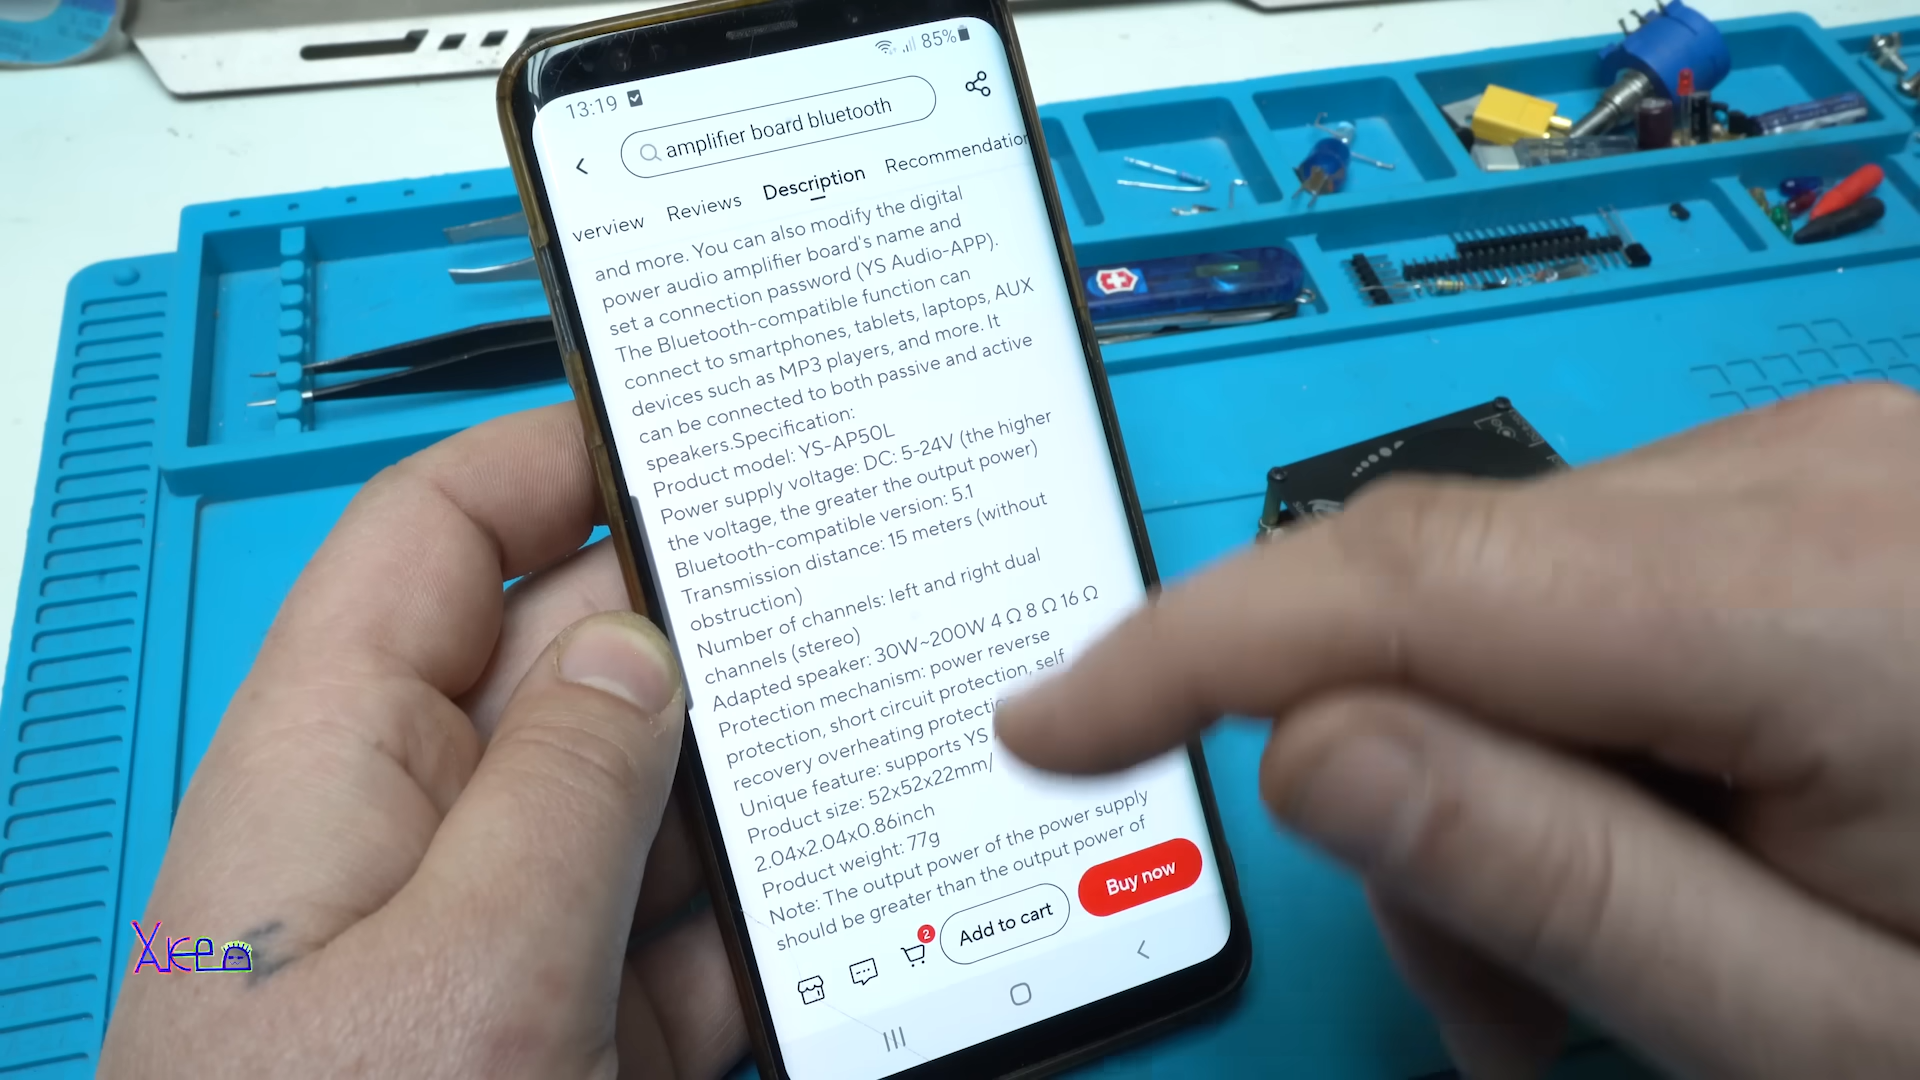 13:19
85%
amplifier board bluetooth
verview Reviews Description Recommendation
and more. You can also modify the digital
power audio amplifier board's name and
set a connection password (YS Audio-APP).
The Bluetooth-compatible function can
connect to smartphones, tablets, laptops, AUX
devices such as MP3 players, and more. It
can be connected to both passive and active
speakers.Specification:
Product model: YS-AP50L
Power supply voltage: DC: 5-24V (the higher
the voltage, the greater the output power)
Bluetooth-compatible version: 5.1
Transmission distance: 15 meters (without
obstruction)
Number of channels: left and right dual
channels (stereo)
Adapted speaker: 30W~200W 4 Ω 8 Ω 16 Ω
Protection mechanism: power reverse
protection, short circuit protection, self
recovery overheating protectio
Unique feature: supports YS
Product size: 52x52x22mm/
2.04x2.04x0.86inch
Product weight: 77g
Note: The output power of the power supply
should be greater than the output power of
2
Add to cart
Buy now